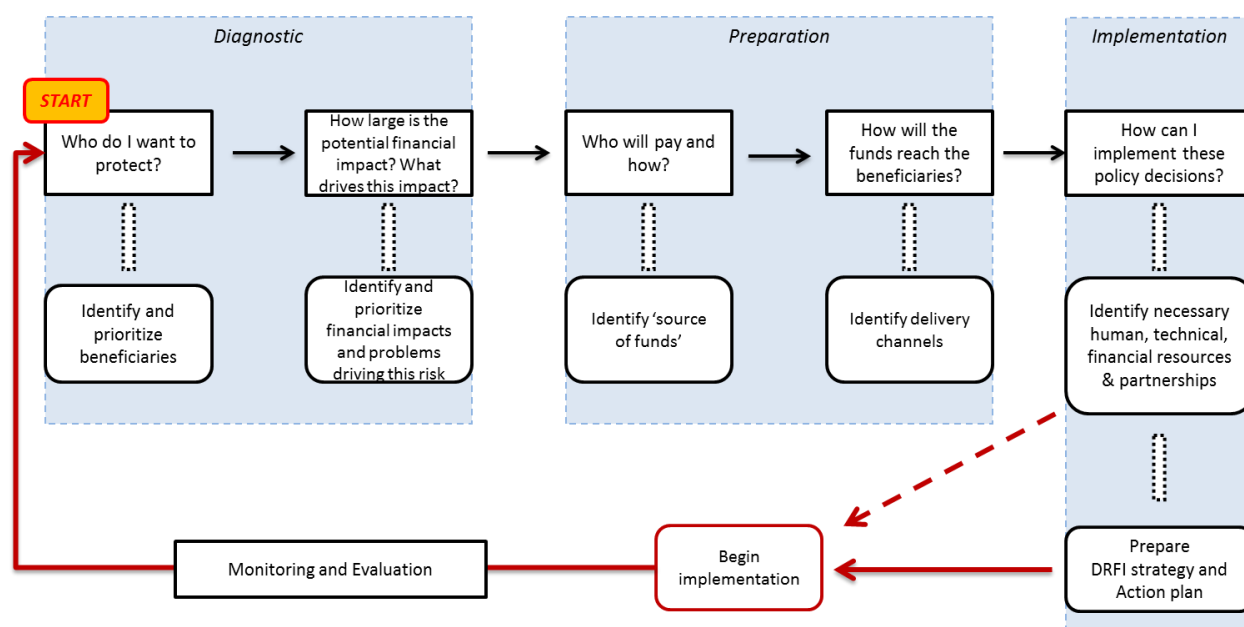 Diagnostic
Preparation
Implementation
START
Who do I want to
protect?
How large is the
potential financial
impact? What
drives this impact?
Who will pay and
how?
How will the
funds reach the
beneficiaries?
How can I
implement these
policy decisions?
Identify and
prioritize
beneficiaries
Identify and
prioritize
financial impacts
and problems
driving this risk
Identify ‘source
of funds’
Identify delivery
channels
Identify necessary
human, technical,
financial resources
& partnerships
Monitoring and Evaluation
Begin
implementation
Prepare
DRFI strategy and
Action plan